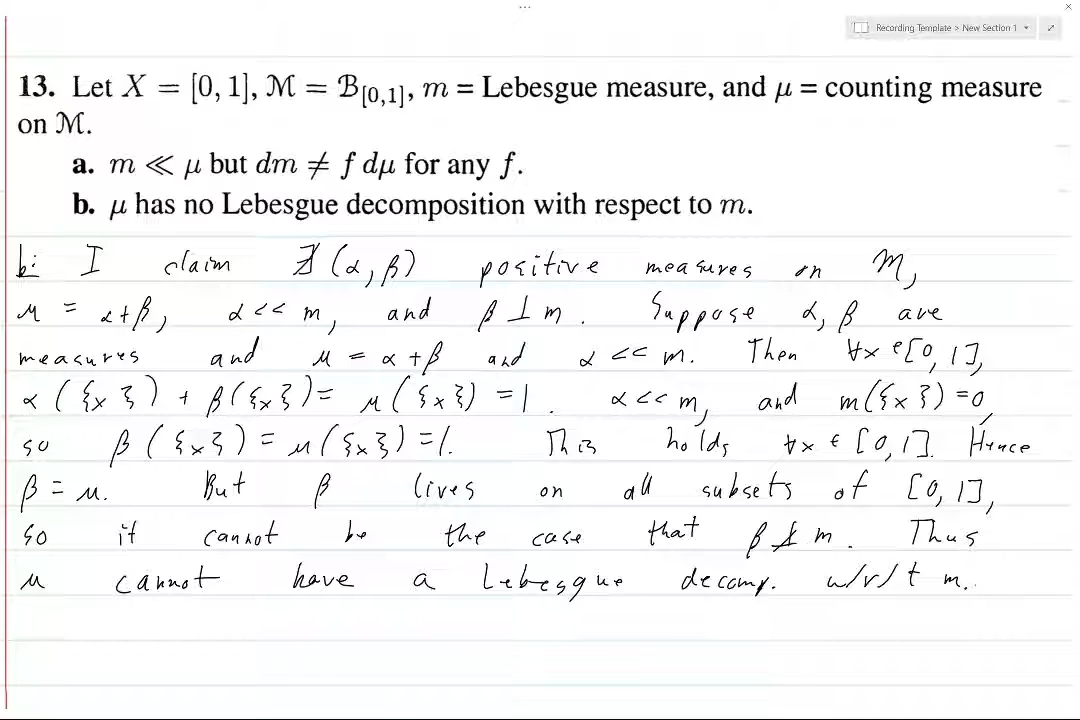 Recording Template > New Section 1
13. Let X = [0, 1], ℳ = ℬ_[0,1], m = Lebesgue measure, and μ = counting measure
on ℳ.
a. m ≪ μ but dm ≠ f dμ for any f.
b. μ has no Lebesgue decomposition with respect to m.
b: I claim ∄ (α, β) positive measures on ℳ,
μ = α+β, α << m, and β ⊥ m. Suppose α, β are
measures and μ = α+β and α << m. Then ∀x ∈ [0, 1],
α({x}) + β({x}) = μ({x}) = 1. α << m, and m({x}) = 0,
so β({x}) = μ({x}) = 1. This holds ∀x ∈ [0, 1]. Hence
β = μ. But β lives on all subsets of [0, 1],
so it cannot be the case that β ⊥̸ m. Thus
μ cannot have a Lebesgue decomp. w/r/t m.